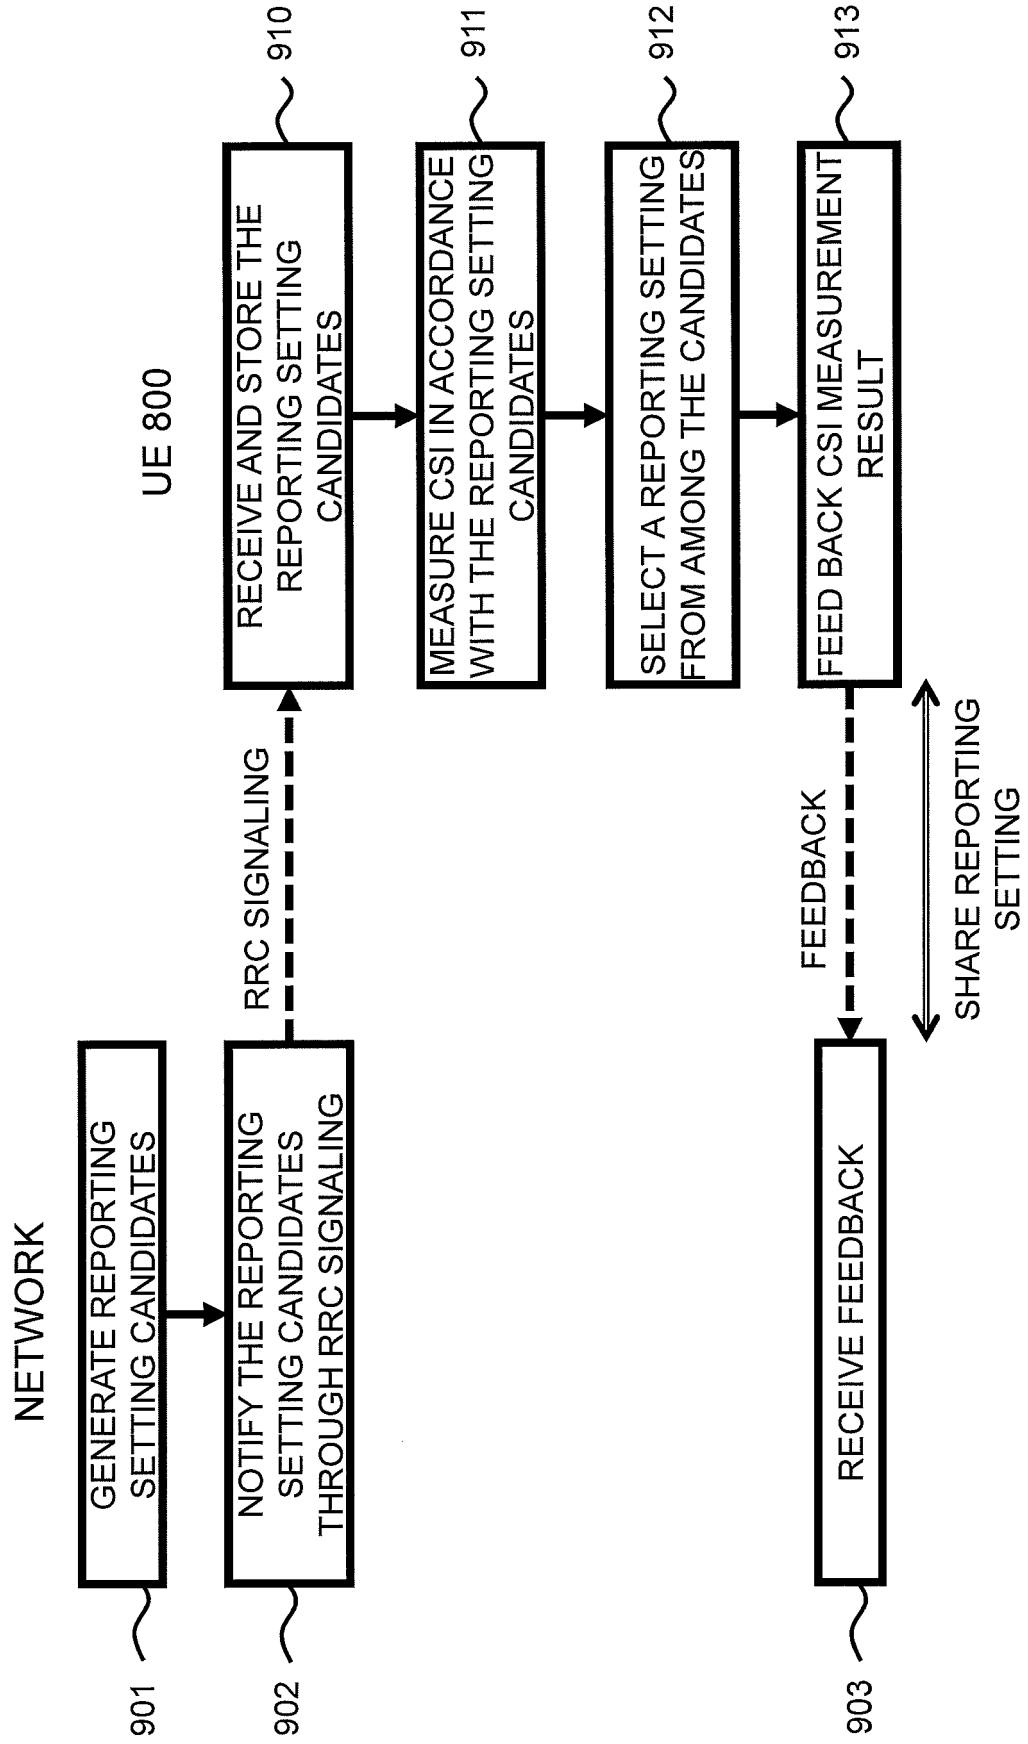 NETWORK
UE 800
901
GENERATE REPORTING
SETTING CANDIDATES
902
NOTIFY THE REPORTING
SETTING CANDIDATES
THROUGH RRC SIGNALING
RRC SIGNALING
RECEIVE AND STORE THE
REPORTING SETTING
CANDIDATES
910
MEASURE CSI IN ACCORDANCE
WITH THE REPORTING SETTING
CANDIDATES
911
SELECT A REPORTING SETTING
FROM AMONG THE CANDIDATES
912
FEED BACK CSI MEASUREMENT
RESULT
913
FEEDBACK
903
RECEIVE FEEDBACK
SHARE REPORTING
SETTING